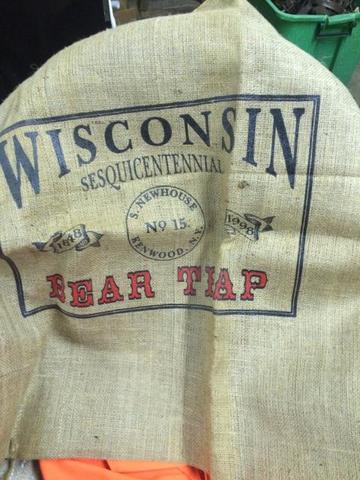 WISCONSIN
SESQUICENTENNIAL
S. NEWHOUSE
No 15
KENWOOD, N.Y.
1848
1998
BEAR TRAP